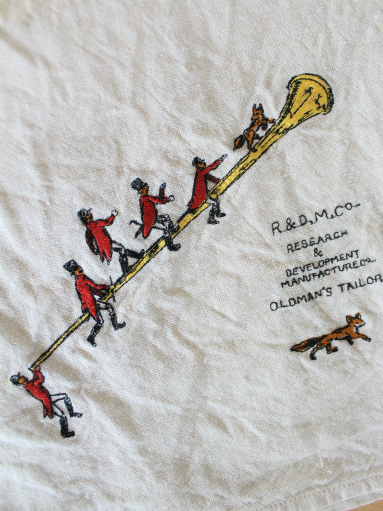 R&D.M.Co-
RESEARCH
&
DEVELOPMENT
MANUFACTURE Co.
OLDMAN'S TAILOR